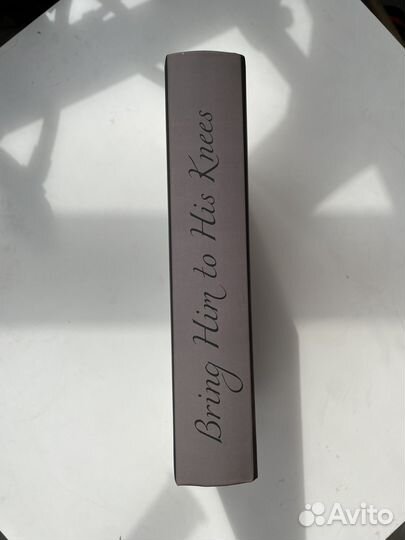 Bring Him to His Knees
Avito